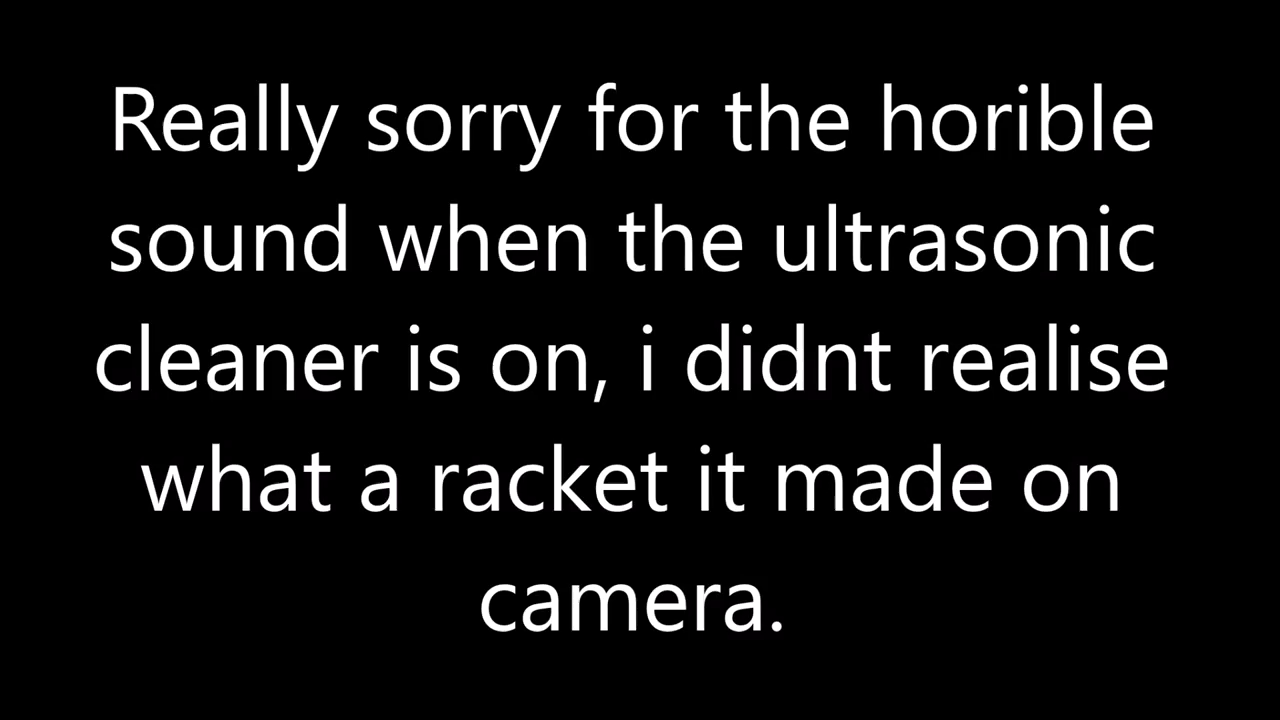 Really sorry for the horible
sound when the ultrasonic
cleaner is on, i didnt realise
what a racket it made on
camera.